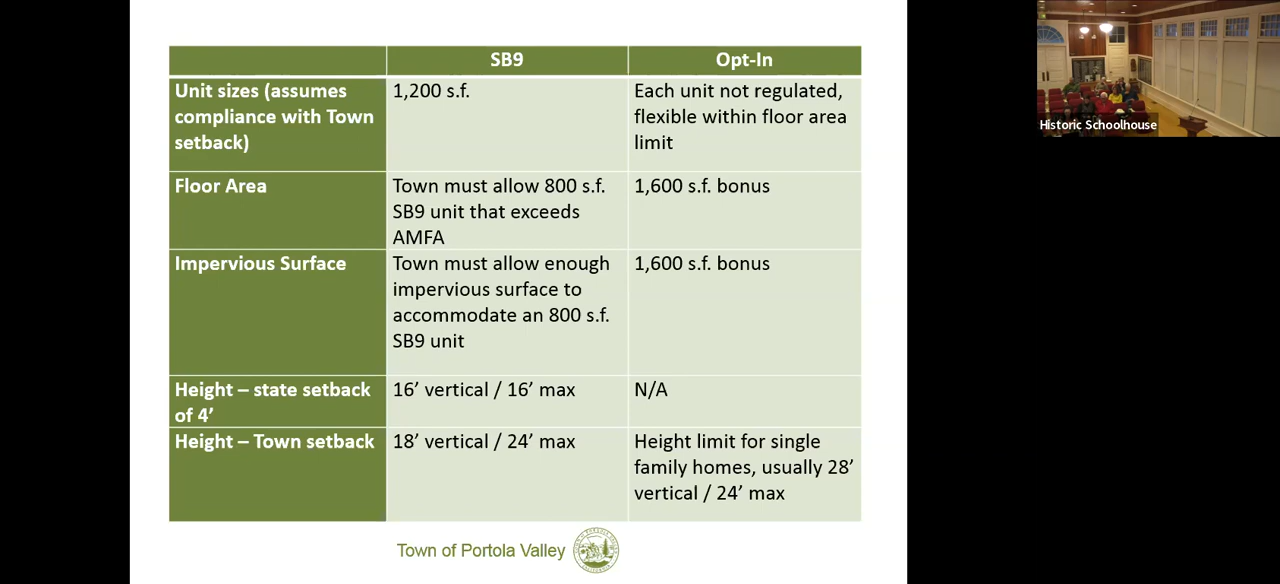 SB9
Opt-In
Unit sizes (assumes
compliance with Town
setback)
1,200 s.f.
Each unit not regulated,
flexible within floor area
limit
Floor Area
Town must allow 800 s.f.
SB9 unit that exceeds
AMFA
1,600 s.f. bonus
Impervious Surface
Town must allow enough
impervious surface to
accommodate an 800 s.f.
SB9 unit
1,600 s.f. bonus
Height – state setback
of 4’
16’ vertical / 16’ max
N/A
Height – Town setback
18’ vertical / 24’ max
Height limit for single
family homes, usually 28’
vertical / 24’ max
Town of Portola Valley
Historic Schoolhouse